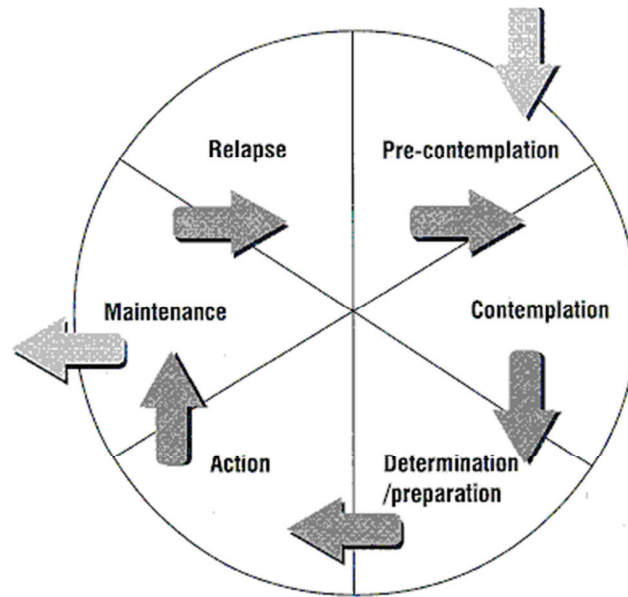 Relapse
Pre-contemplation
Maintenance
Contemplation
Action
Determination
/preparation